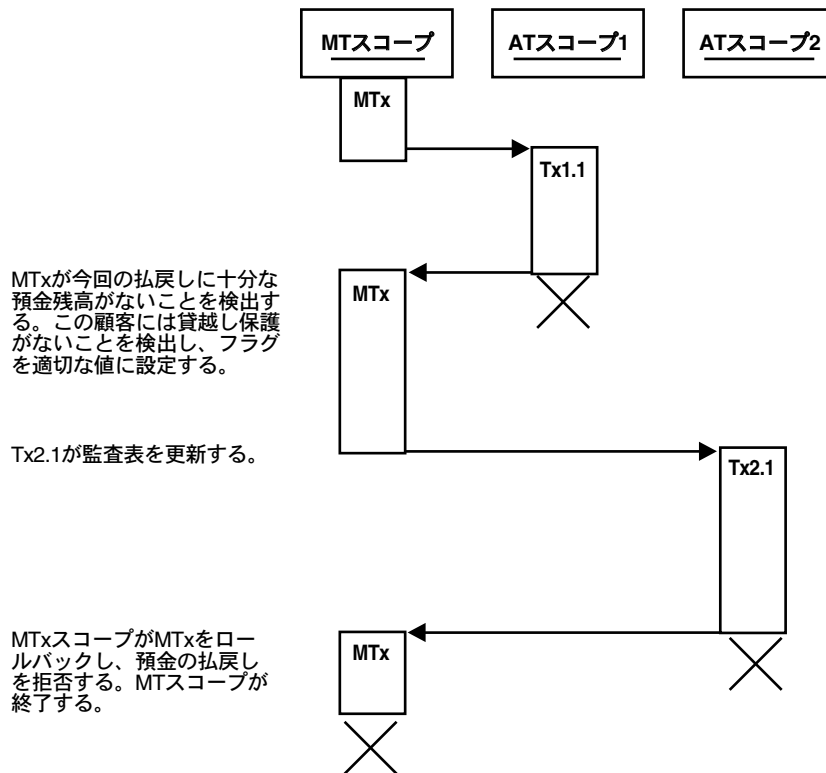 MTスコープ
ATスコープ1
ATスコープ2
MTx
Tx1.1
MTxが今回の払戻しに十分な
預金残高がないことを検出す
る。この顧客には貸越し保護
がないことを検出し、フラグ
を適切な値に設定する。
MTx
Tx2.1が監査表を更新する。
Tx2.1
MTxスコープがMTxをロー
ルバックし、預金の払戻し
を拒否する。MTスコープが
終了する。
MTx